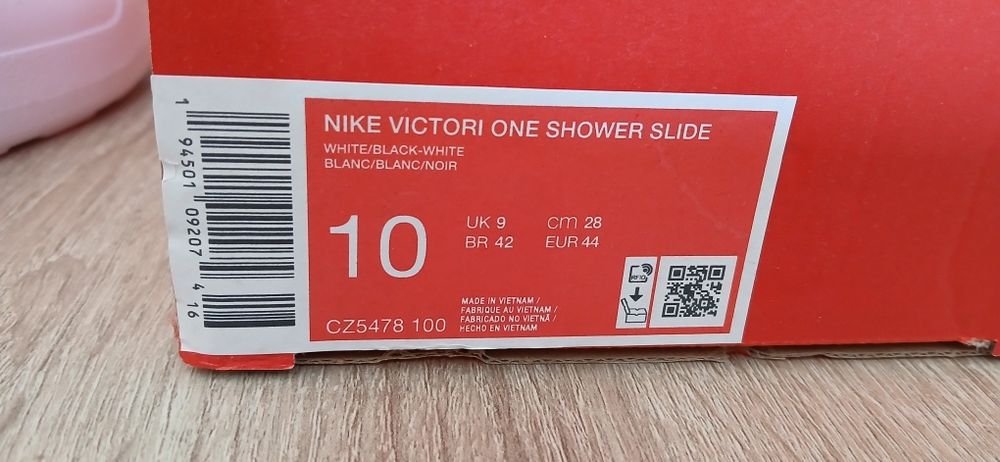 1 94501 09207 4 16
NIKE VICTORI ONE SHOWER SLIDE
WHITE/BLACK-WHITE
BLANC/BLANC/NOIR
10
UK 9 cm 28
BR 42 EUR 44
CZ5478 100
MADE IN VIETNAM /
FABRIQUE AU VIETNAM /
FABRICADO NO VIETNÃ /
HECHO EN VIETNAM
RFID